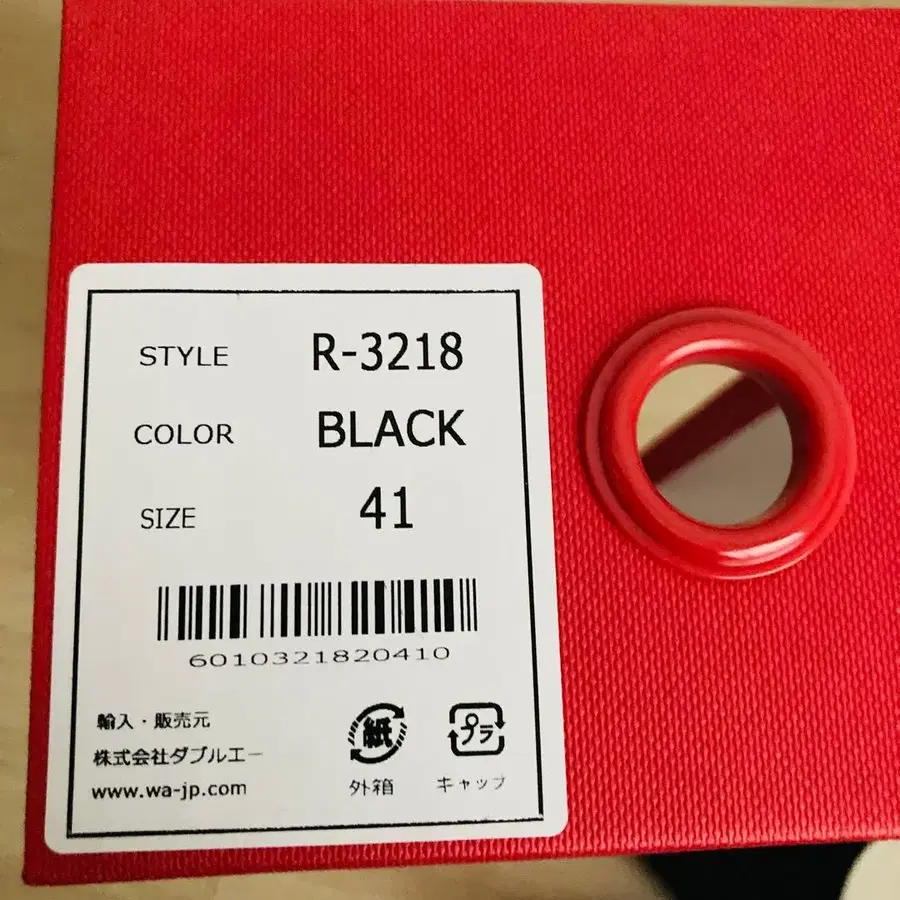 STYLE R-3218
COLOR BLACK
SIZE 41
6010321820410
輸入・販売元
株式会社ダブルエー
www.wa-jp.com
紙
外箱
プラ
キャップ